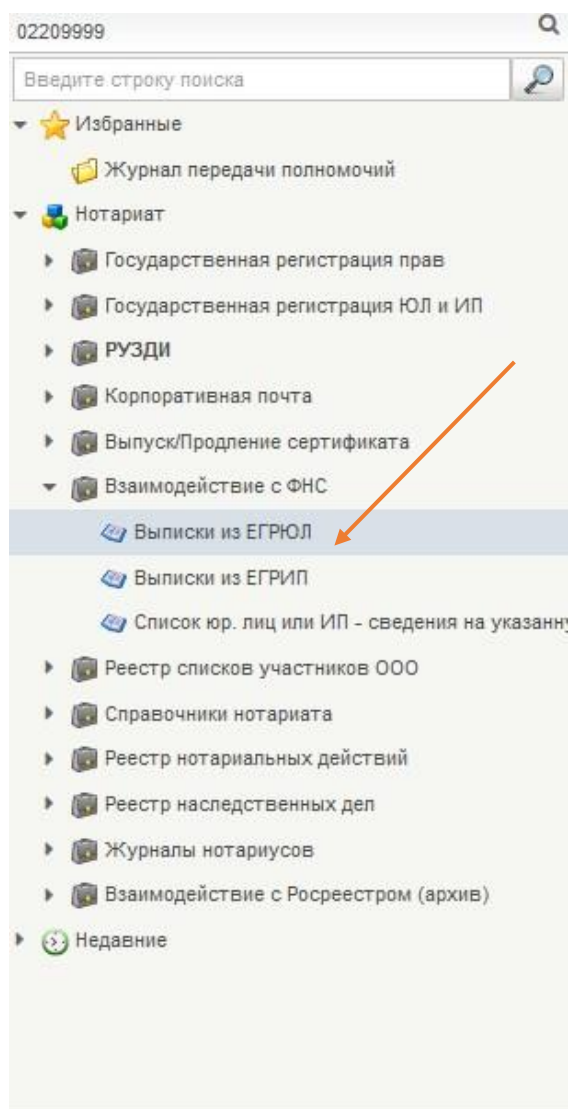 02209999
Введите строку поиска
Избранные
Журнал передачи полномочий
Нотариат
Государственная регистрация прав
Государственная регистрация ЮЛ и ИП
РУЗДИ
Корпоративная почта
Выпуск/Продление сертификата
Взаимодействие с ФНС
Выписки из ЕГРЮЛ
Выписки из ЕГРИП
Список юр. лиц или ИП - сведения на указанну
Реестр списков участников ООО
Справочники нотариата
Реестр нотариальных действий
Реестр наследственных дел
Журналы нотариусов
Взаимодействие с Росреестром (архив)
Недавние